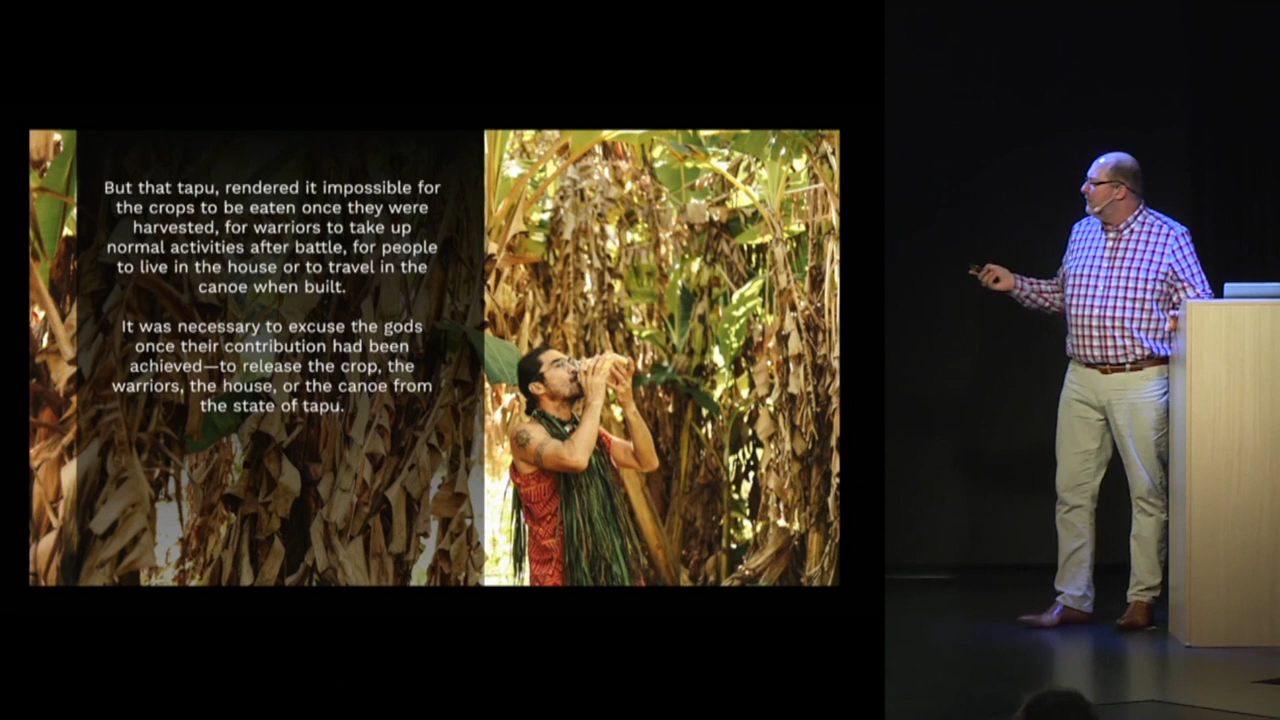 But that tapu, rendered it impossible for
the crops to be eaten once they were
harvested, for warriors to take up
normal activities after battle, for people
to live in the house or to travel in the
canoe when built.
It was necessary to excuse the gods
once their contribution had been
achieved—to release the crop, the
warriors, the house, or the canoe from
the state of tapu.